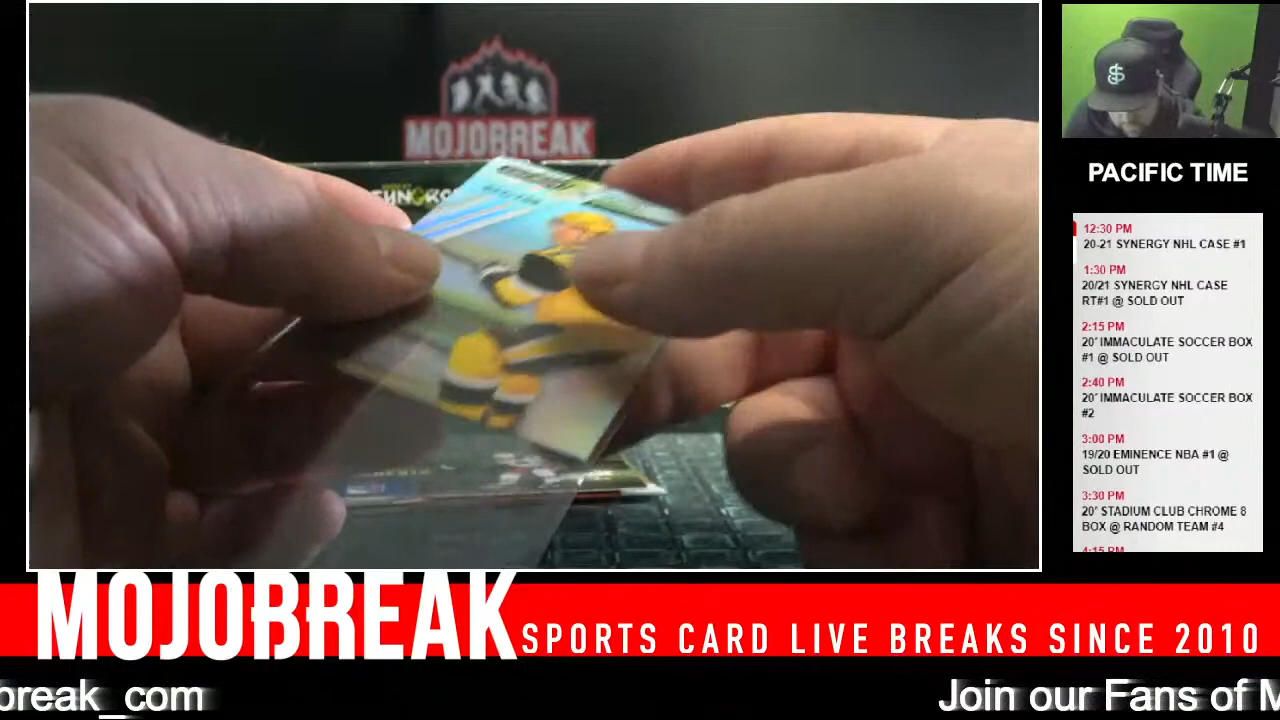 MOJOBREAK
PACIFIC TIME
12:30 PM
20-21 SYNERGY NHL CASE #1
1:30 PM
20/21 SYNERGY NHL CASE
RT#1 @ SOLD OUT
2:15 PM
20' IMMACULATE SOCCER BOX
#1 @ SOLD OUT
2:40 PM
20' IMMACULATE SOCCER BOX
#2
3:00 PM
19/20 EMINENCE NBA #1 @
SOLD OUT
3:30 PM
20' STADIUM CLUB CHROME 8
BOX @ RANDOM TEAM #4
4:15 PM
MOJOBREAK
SPORTS CARD LIVE BREAKS SINCE 2010
break_com
Join our Fans of M